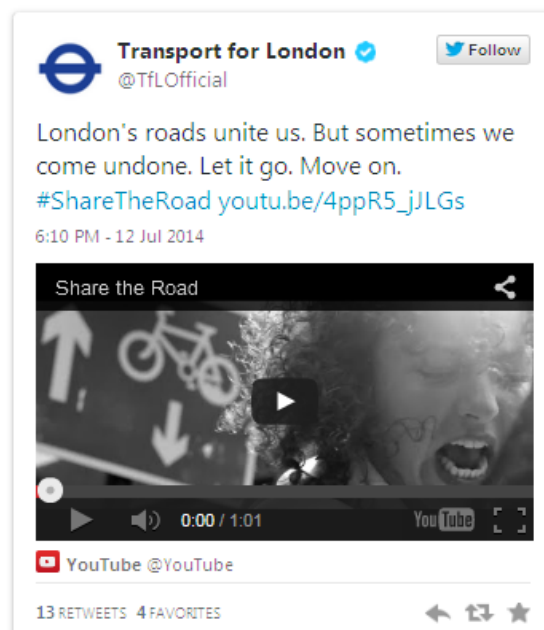 Transport for London
Follow
@TfLOfficial
London's roads unite us. But sometimes we
come undone. Let it go. Move on.
#ShareTheRoad youtu.be/4ppR5_jJLGs
6:10 PM - 12 Jul 2014
Share the Road
0:00 / 1:01
YouTube
YouTube @YouTube
13 RETWEETS 4 FAVORITES